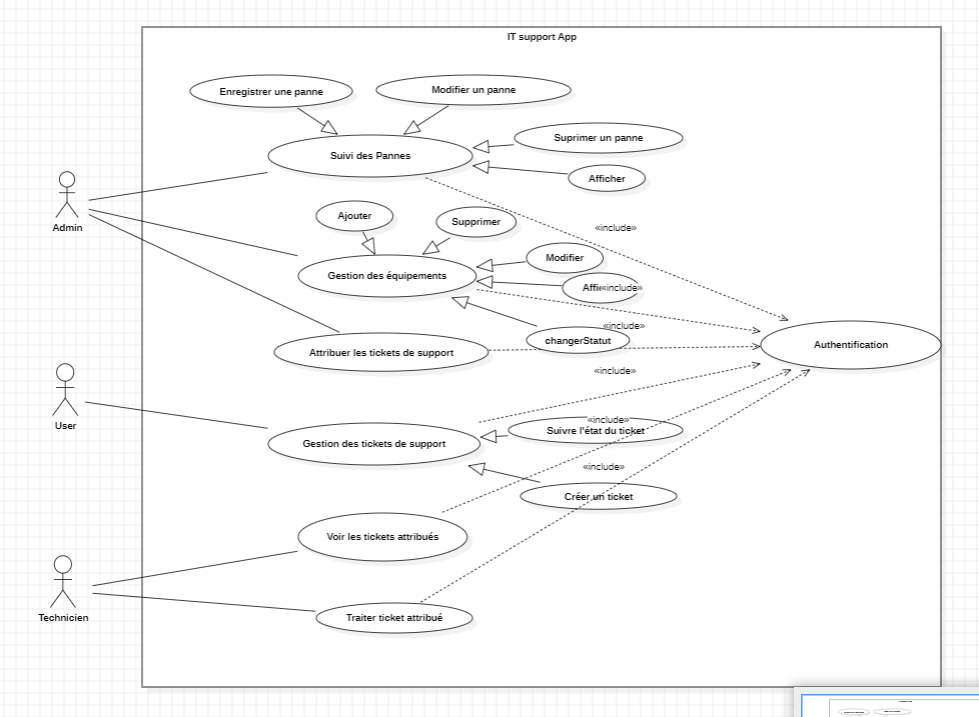 IT support App
Enregistrer une panne
Modifier un panne
Suprimer un panne
Suivi des Pannes
Afficher
Admin
Ajouter
Supprimer
«include»
Modifier
Gestion des équipements
«include»
«include»
changerStatut
Attribuer les tickets de support
Authentification
«include»
User
«include»
Suivre l'état du ticket
Gestion des tickets de support
«include»
Créer un ticket
Voir les tickets attribués
Technicien
Traiter ticket attribué